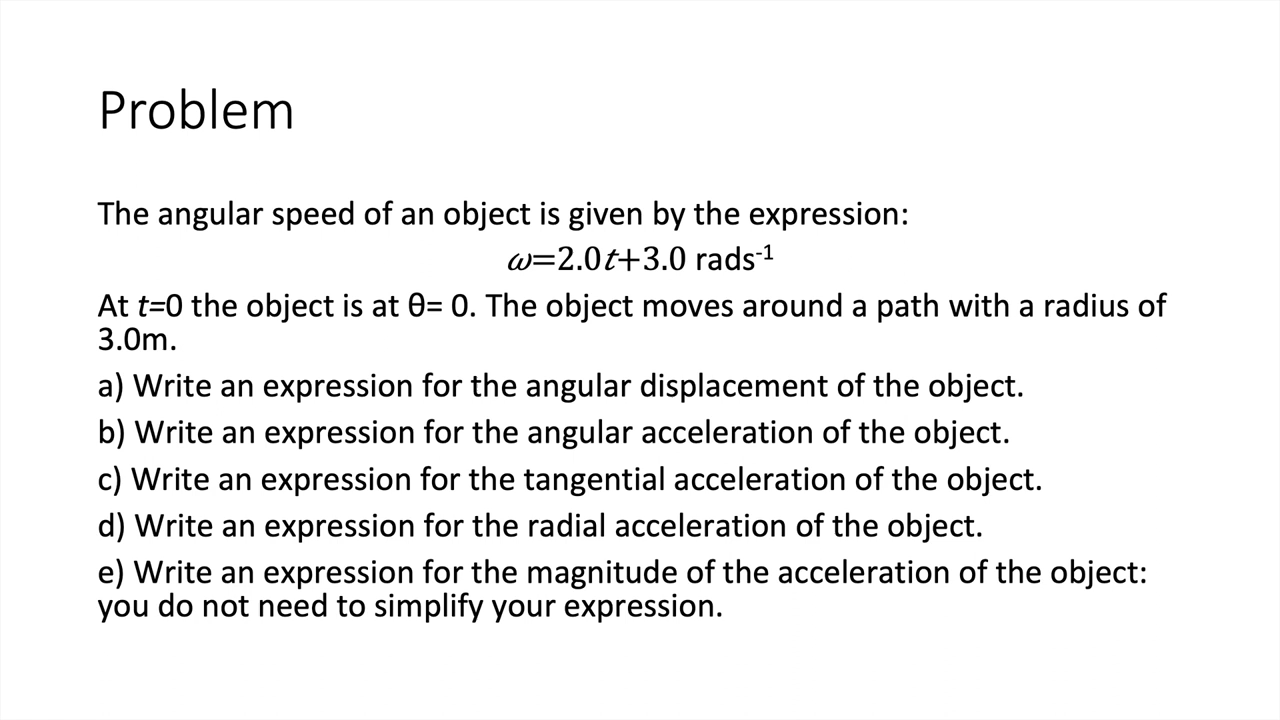 Problem
The angular speed of an object is given by the expression:
ω=2.0t+3.0 rads⁻¹
At t=0 the object is at θ= 0. The object moves around a path with a radius of
3.0m.
a) Write an expression for the angular displacement of the object.
b) Write an expression for the angular acceleration of the object.
c) Write an expression for the tangential acceleration of the object.
d) Write an expression for the radial acceleration of the object.
e) Write an expression for the magnitude of the acceleration of the object:
you do not need to simplify your expression.